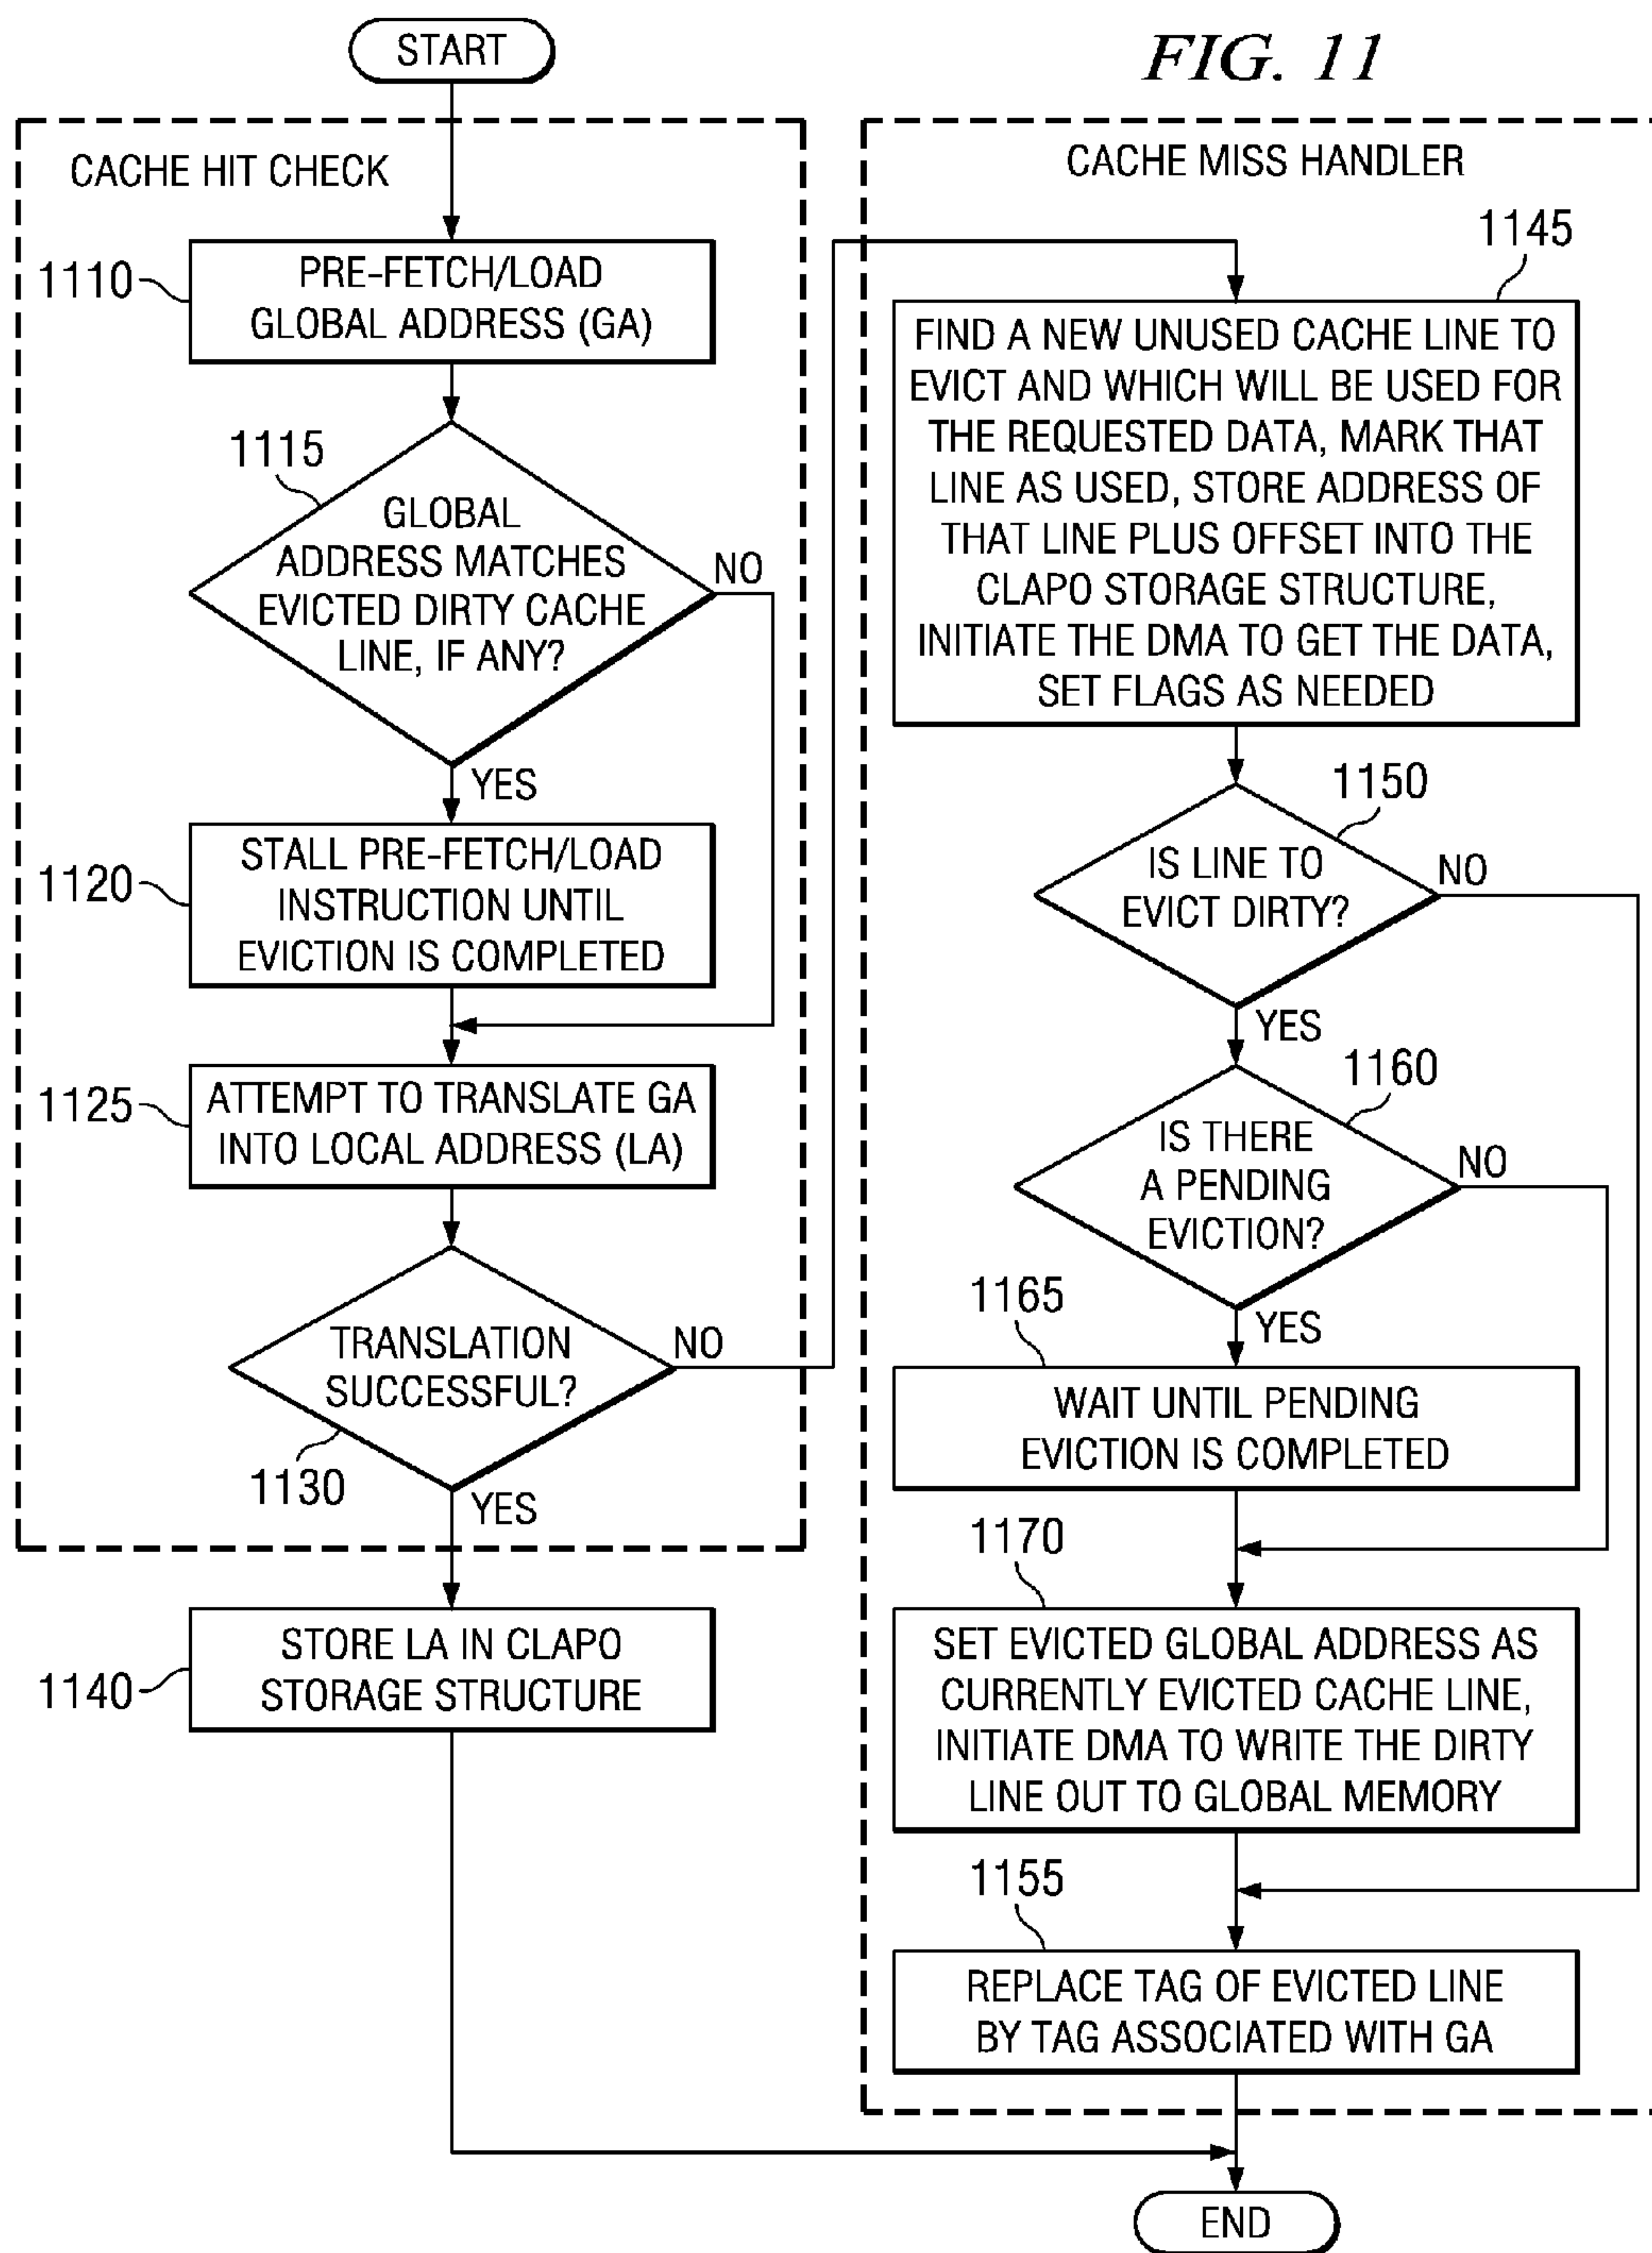 FIG. 11
START
CACHE HIT CHECK
1110
PRE-FETCH/LOAD
GLOBAL ADDRESS (GA)
1115
GLOBAL
ADDRESS MATCHES
EVICTED DIRTY CACHE
LINE, IF ANY?
NO
YES
1120
STALL PRE-FETCH/LOAD
INSTRUCTION UNTIL
EVICTION IS COMPLETED
1125
ATTEMPT TO TRANSLATE GA
INTO LOCAL ADDRESS (LA)
TRANSLATION
SUCCESSFUL?
NO
1130
YES
1140
STORE LA IN CLAPO
STORAGE STRUCTURE
CACHE MISS HANDLER
1145
FIND A NEW UNUSED CACHE LINE TO
EVICT AND WHICH WILL BE USED FOR
THE REQUESTED DATA, MARK THAT
LINE AS USED, STORE ADDRESS OF
THAT LINE PLUS OFFSET INTO THE
CLAPO STORAGE STRUCTURE,
INITIATE THE DMA TO GET THE DATA,
SET FLAGS AS NEEDED
1150
IS LINE TO
EVICT DIRTY?
NO
YES
1160
IS THERE
A PENDING
EVICTION?
NO
YES
1165
WAIT UNTIL PENDING
EVICTION IS COMPLETED
1170
SET EVICTED GLOBAL ADDRESS AS
CURRENTLY EVICTED CACHE LINE,
INITIATE DMA TO WRITE THE DIRTY
LINE OUT TO GLOBAL MEMORY
1155
REPLACE TAG OF EVICTED LINE
BY TAG ASSOCIATED WITH GA
END